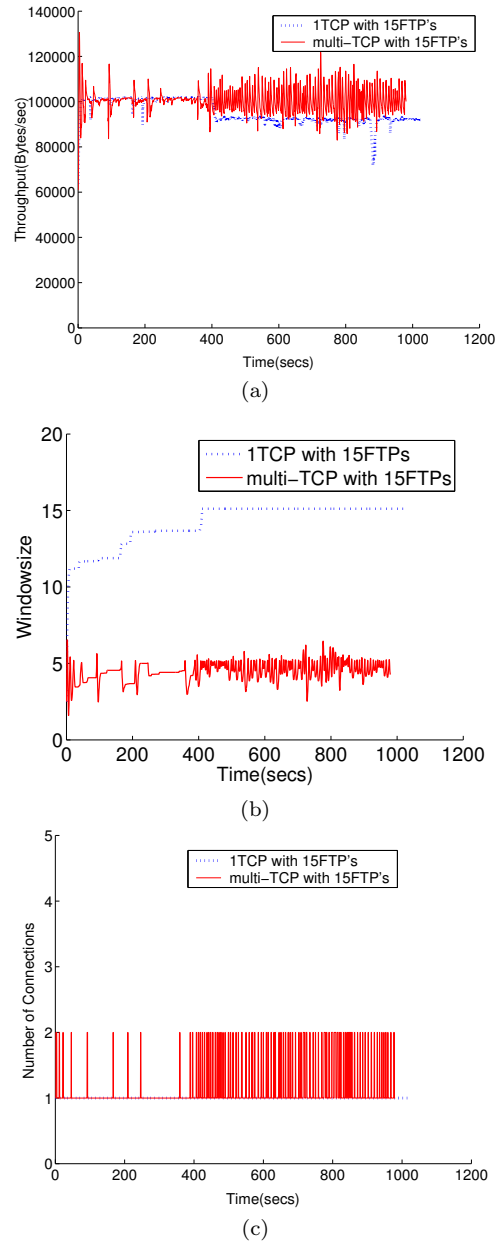 1TCP with 15FTP's
multi-TCP with 15FTP's
140000
120000
100000
80000
60000
40000
20000
0
Throughput(Bytes/sec)
0 200 400 600 800 1000 1200
Time(secs)
(a)
1TCP with 15FTPs
multi-TCP with 15FTPs
20
15
10
5
0
Windowsize
0 200 400 600 800 1000 1200
Time(secs)
(b)
1TCP with 15FTP's
multi-TCP with 15FTP's
5
4
3
2
1
0
Number of Connections
0 200 400 600 800 1000 1200
Time(secs)
(c)